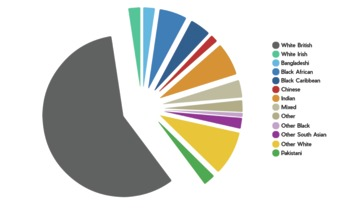 White British
White Irish
Bangladeshi
Black African
Black Caribbean
Chinese
Indian
Mixed
Other
Other Black
Other South Asian
Other White
Pakistani